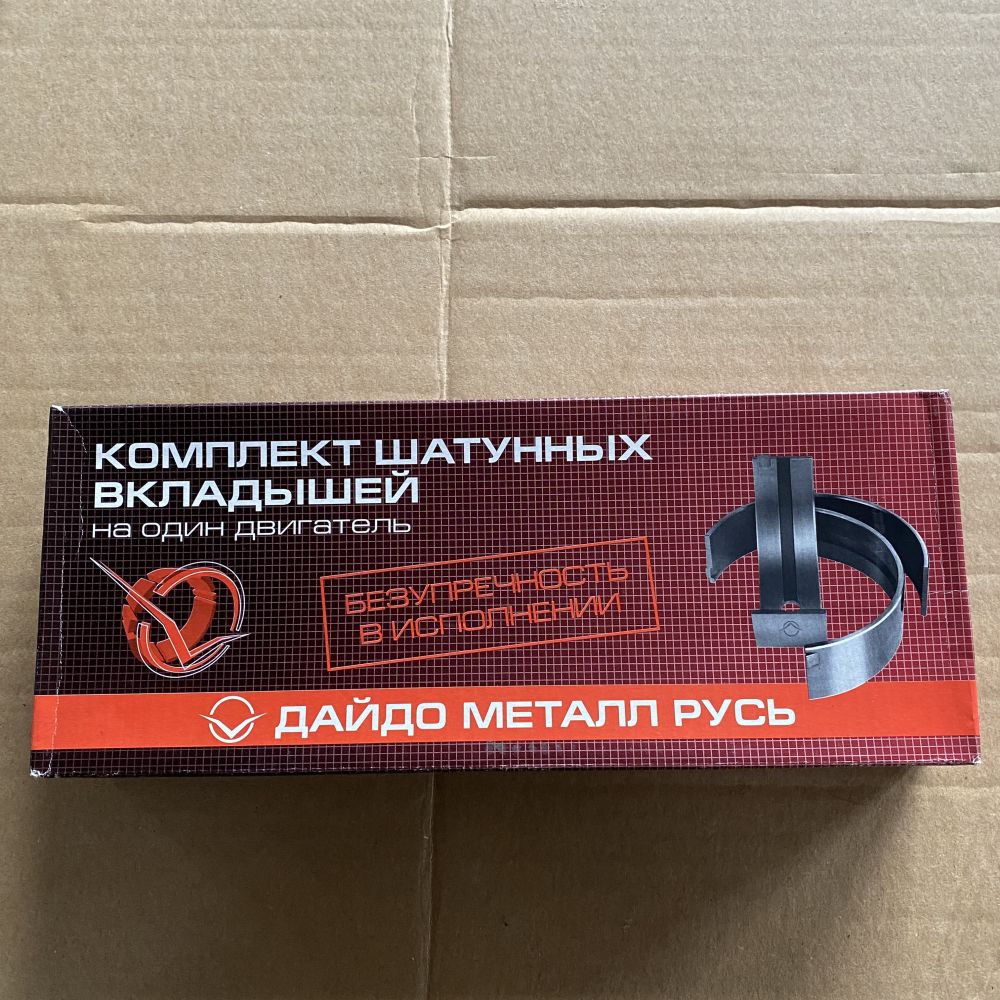 КОМПЛЕКТ ШАТУННЫХ
ВКЛАДЫШЕЙ
на один двигатель
БЕЗУПРЕЧНОСТЬ
В ИСПОЛНЕНИИ
ДАЙДО МЕТАЛЛ РУСЬ